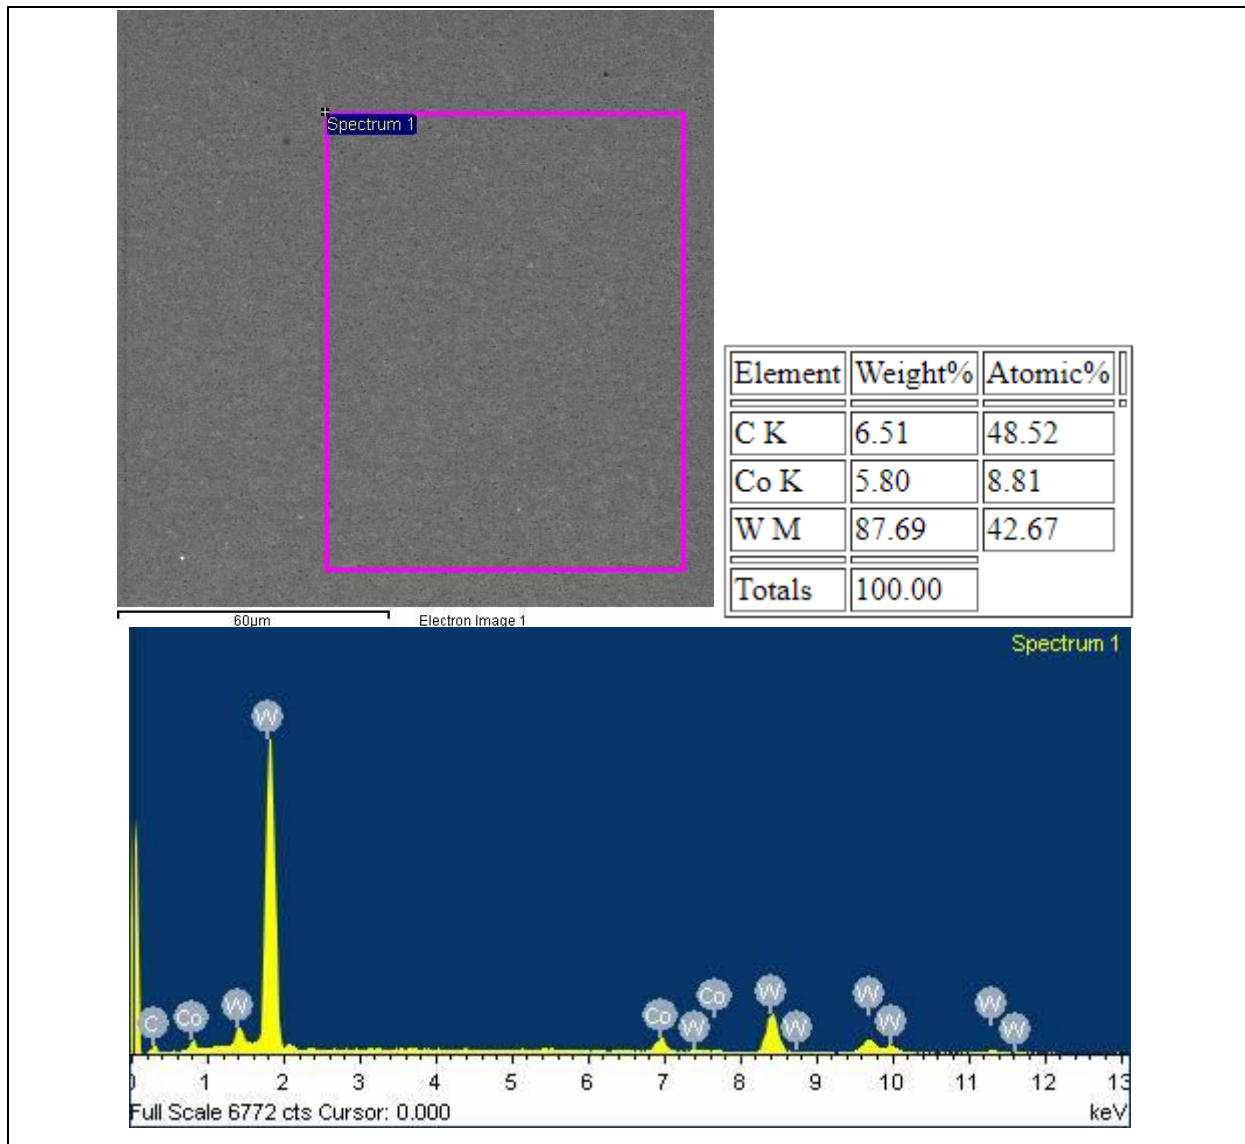 Spectrum 1
Element Weight% Atomic%
C K 6.51 48.52
Co K 5.80 8.81
W M 87.69 42.67
Totals 100.00
60µm Electron Image 1
Spectrum 1
W
W
Co
C
Co
W
Co
W
W
W
W
W
W
0 1 2 3 4 5 6 7 8 9 10 11 12 13
Full Scale 6772 cts Cursor: 0.000 keV